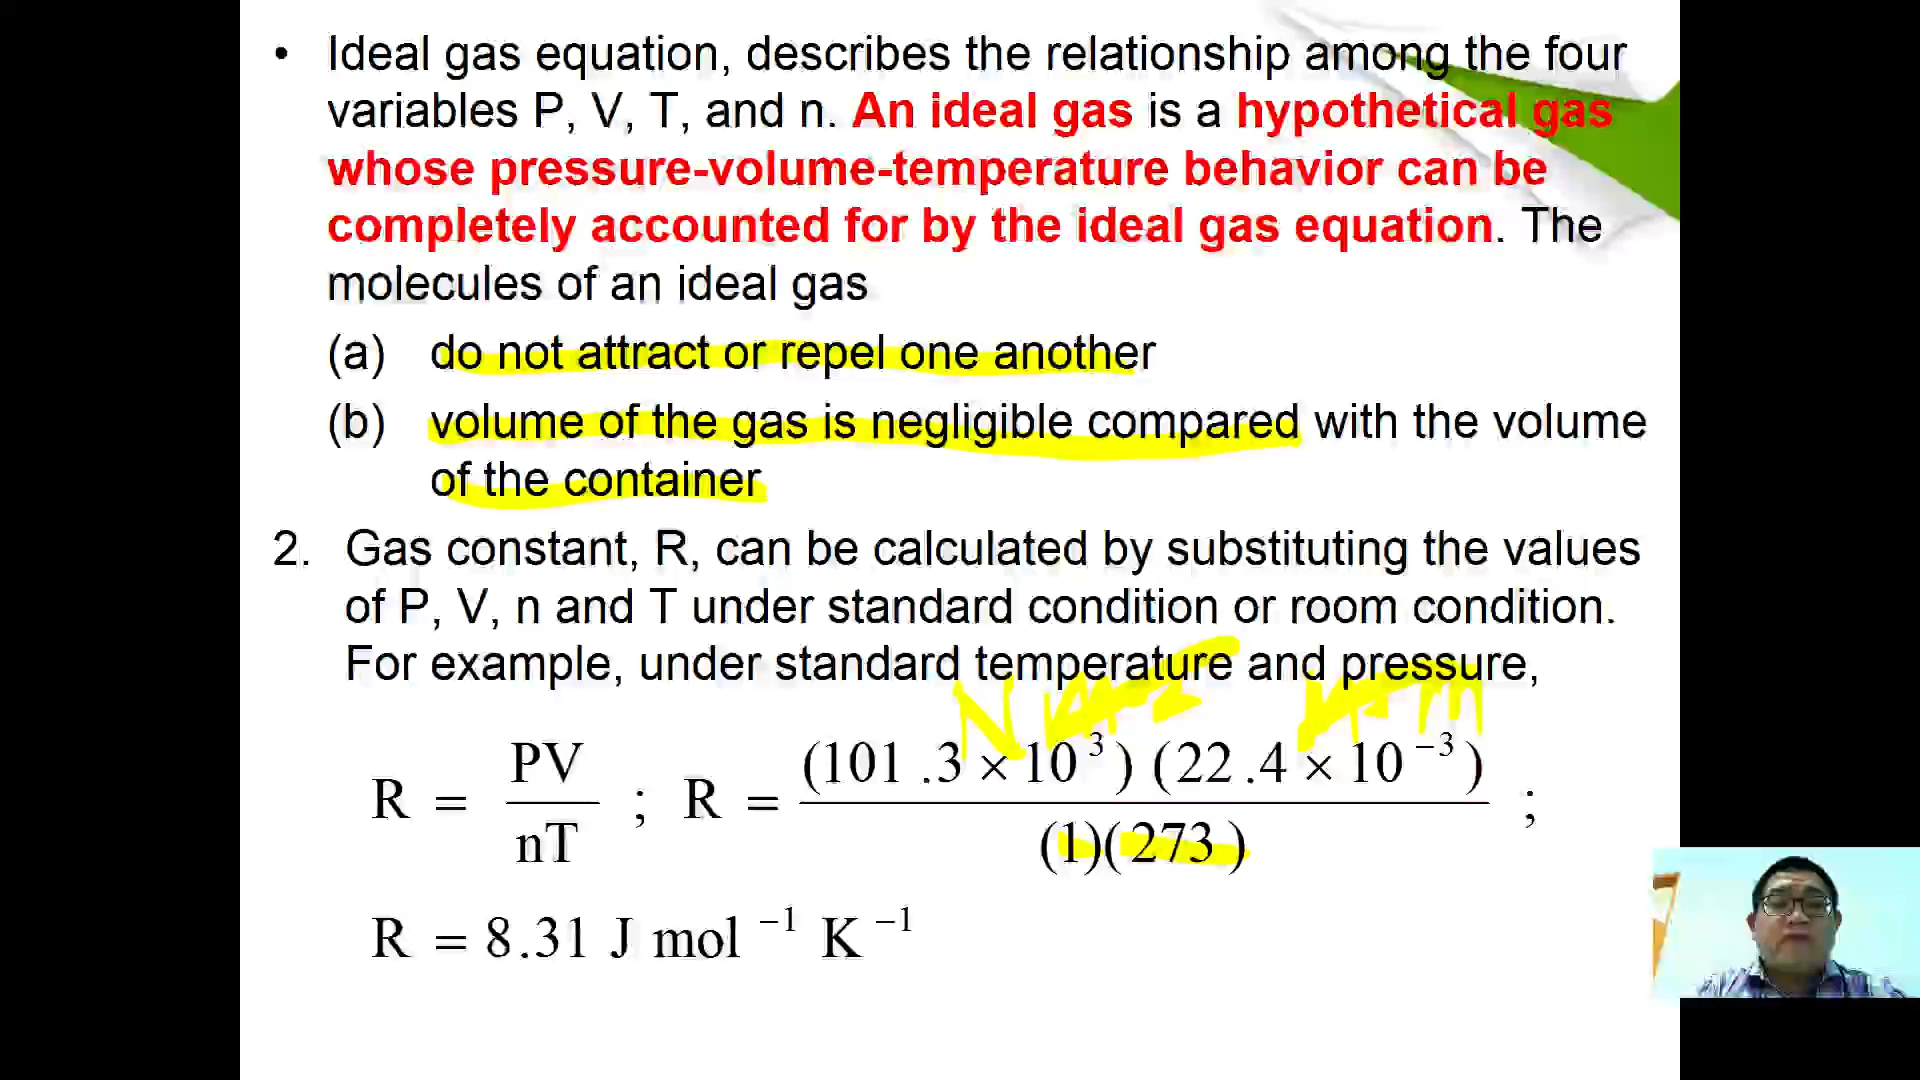 • Ideal gas equation, describes the relationship among the four
variables P, V, T, and n. An ideal gas is a hypothetical gas
whose pressure-volume-temperature behavior can be
completely accounted for by the ideal gas equation. The
molecules of an ideal gas
(a) do not attract or repel one another
(b) volume of the gas is negligible compared with the volume
of the container
2. Gas constant, R, can be calculated by substituting the values
of P, V, n and T under standard condition or room condition.
For example, under standard temperature and pressure,
R = PV / nT ; R = (101 .3 × 10³ ) (22 .4 × 10⁻³ ) / (1)(273 ) ;
R = 8.31 J mol ⁻¹ K ⁻¹